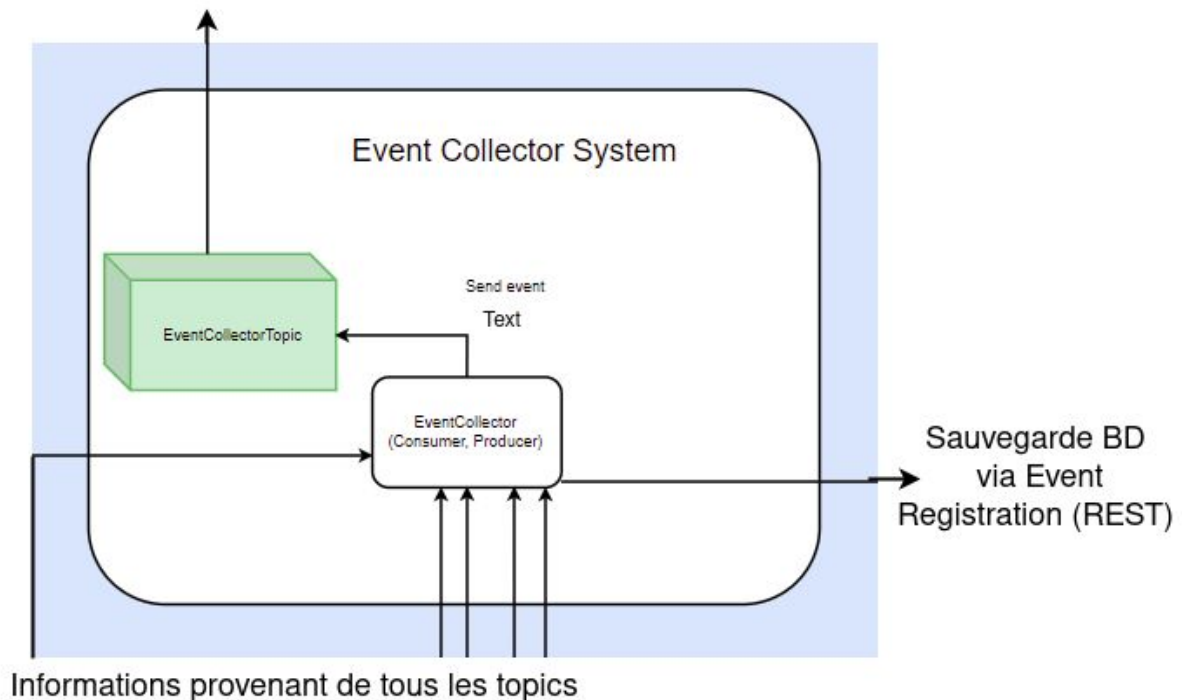 Event Collector System
Send event
Text
EventCollectorTopic
EventCollector
(Consumer, Producer)
Sauvegarde BD
via Event
Registration (REST)
Informations provenant de tous les topics